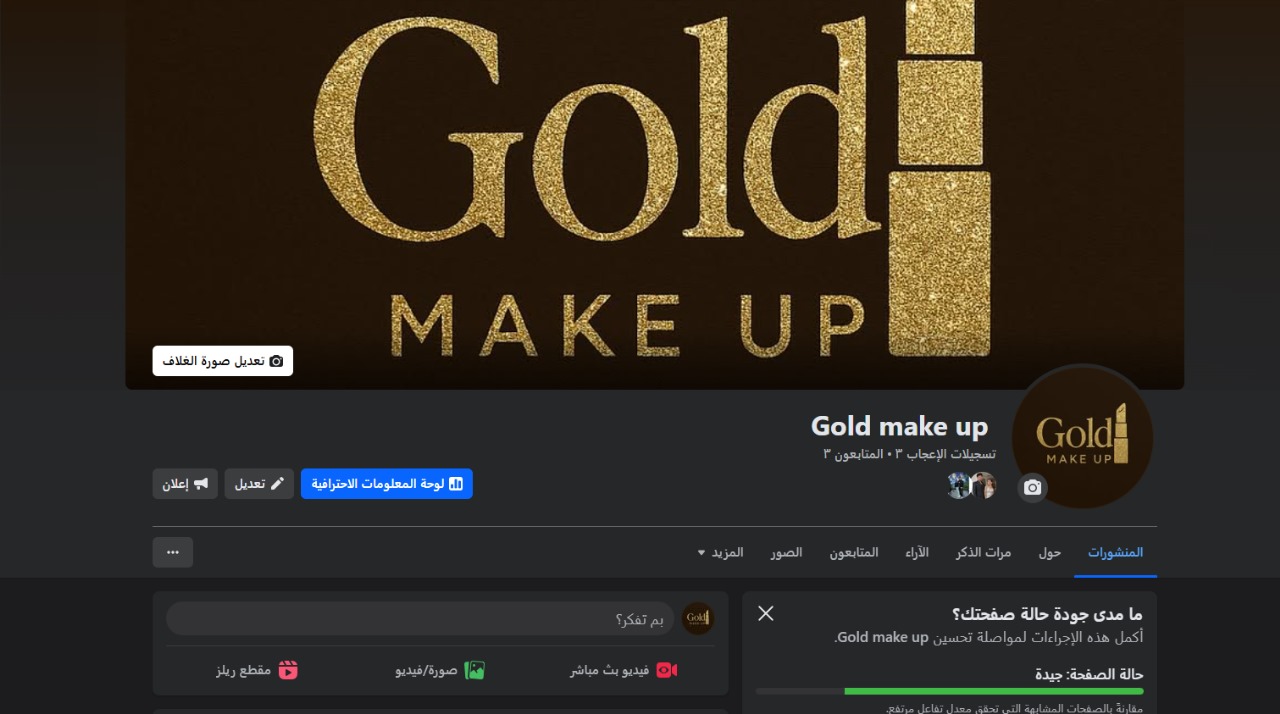 Gold
MAKE UP
تعديل صورة الغلاف
Gold
MAKE UP
Gold make up
تسجيلات الإعجاب ٣ • المتابعون ٣
لوحة المعلومات الاحترافية
تعديل
إعلان
المنشورات
حول
مرات الذكر
الآراء
المتابعون
الصور
المزيد
ما مدى جودة حالة صفحتك؟
أكمل هذه الإجراءات لمواصلة تحسين Gold make up.
حالة الصفحة: جيدة
مقارنةً بالصفحات المشابهة التي تحقق معدل تفاعل مرتفع.
Gold
بم تفكر؟
فيديو بث مباشر
صورة/فيديو
مقطع ريلز